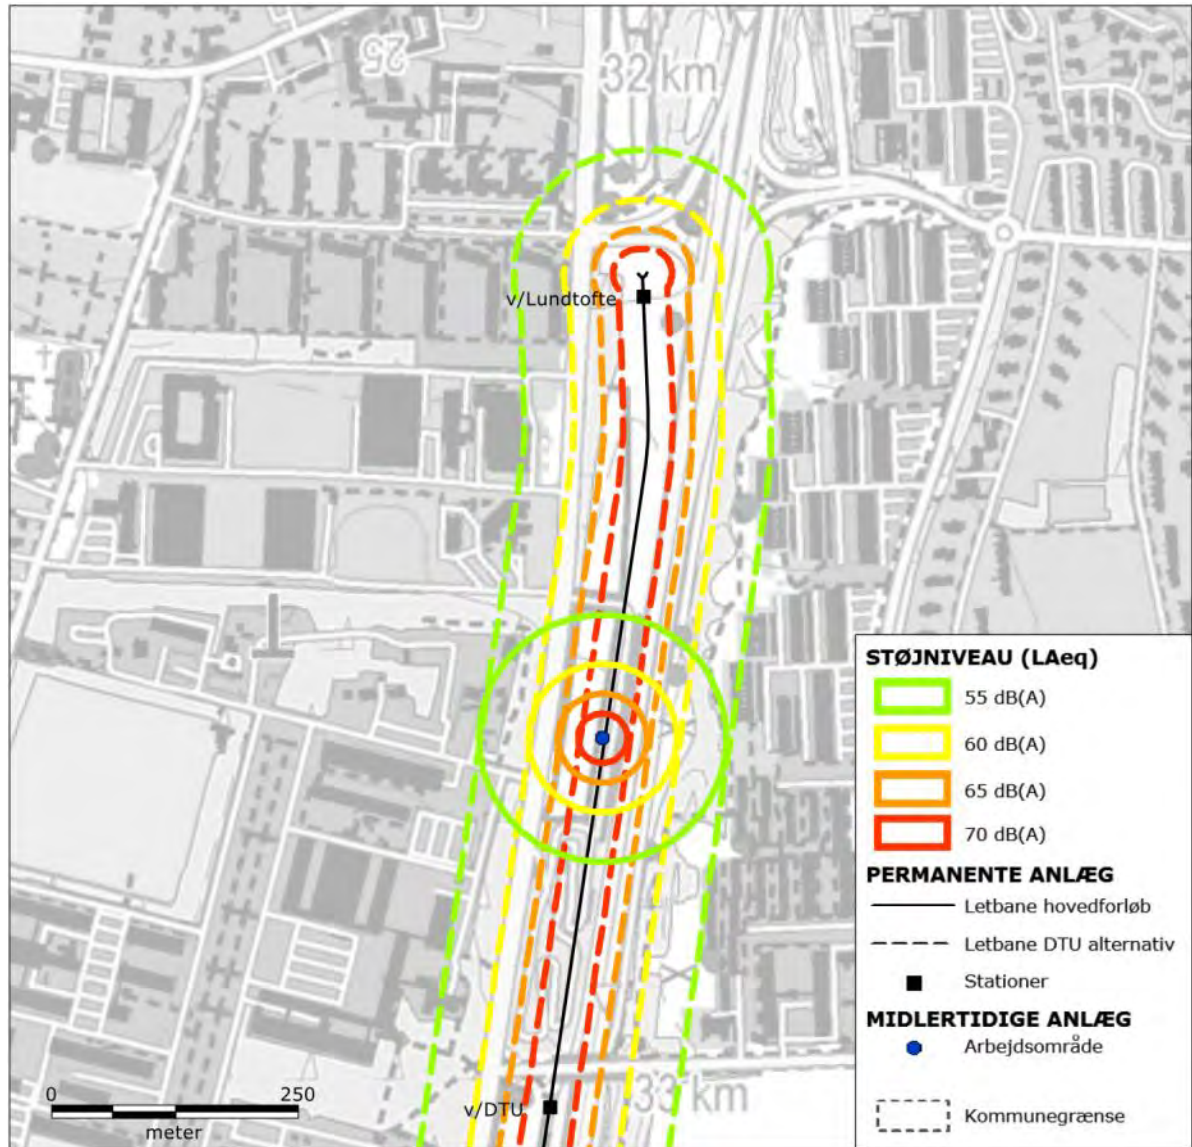 25
32 km
v/Lundtofte
STØJNIVEAU (LAeq)
55 dB(A)
60 dB(A)
65 dB(A)
70 dB(A)
PERMANENTE ANLÆG
Letbane hovedforløb
Letbane DTU alternativ
Stationer
MIDLERTIDIGE ANLÆG
Arbejdsområde
Kommunegrænse
0 250
meter
v/DTU
33 km